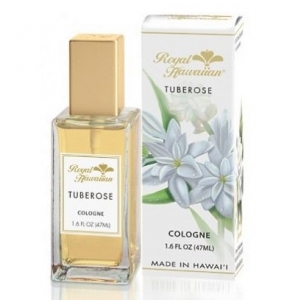 Royal
Hawaiian
TUBEROSE
COLOGNE
1.6 FL OZ (47ML)
Royal
Hawaiian®
TUBEROSE
COLOGNE
1.6 FL OZ (47ML)
MADE IN HAWAI'I